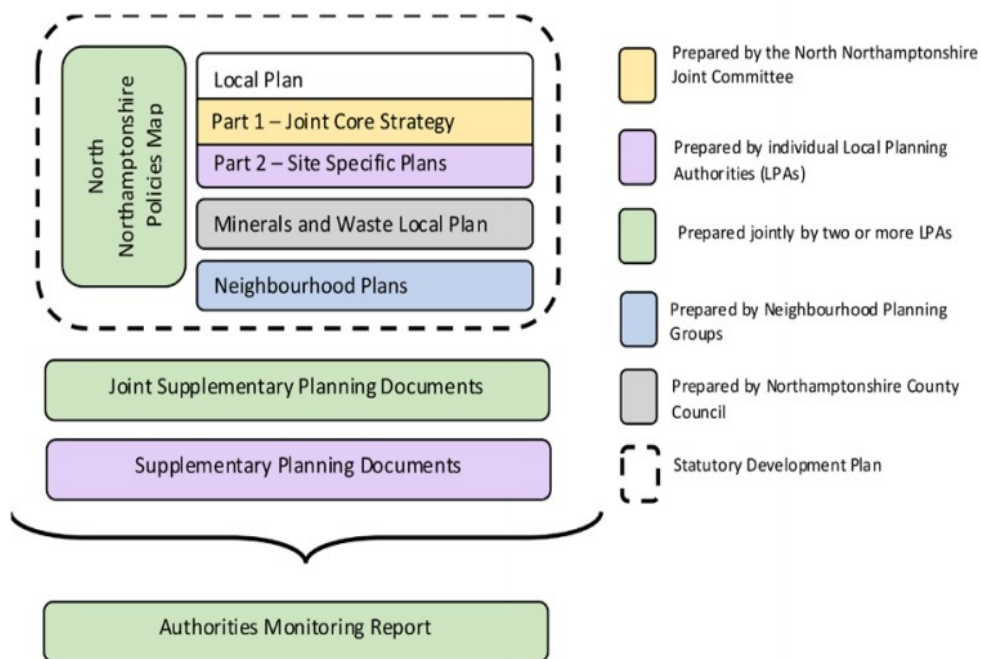 North
Northamptonshire
Policies Map
Local Plan
Part 1 – Joint Core Strategy
Part 2 – Site Specific Plans
Minerals and Waste Local Plan
Neighbourhood Plans
Joint Supplementary Planning Documents
Supplementary Planning Documents
Authorities Monitoring Report
Prepared by the North Northamptonshire
Joint Committee
Prepared by individual Local Planning
Authorities (LPAs)
Prepared jointly by two or more LPAs
Prepared by Neighbourhood Planning
Groups
Prepared by Northamptonshire County
Council
Statutory Development Plan